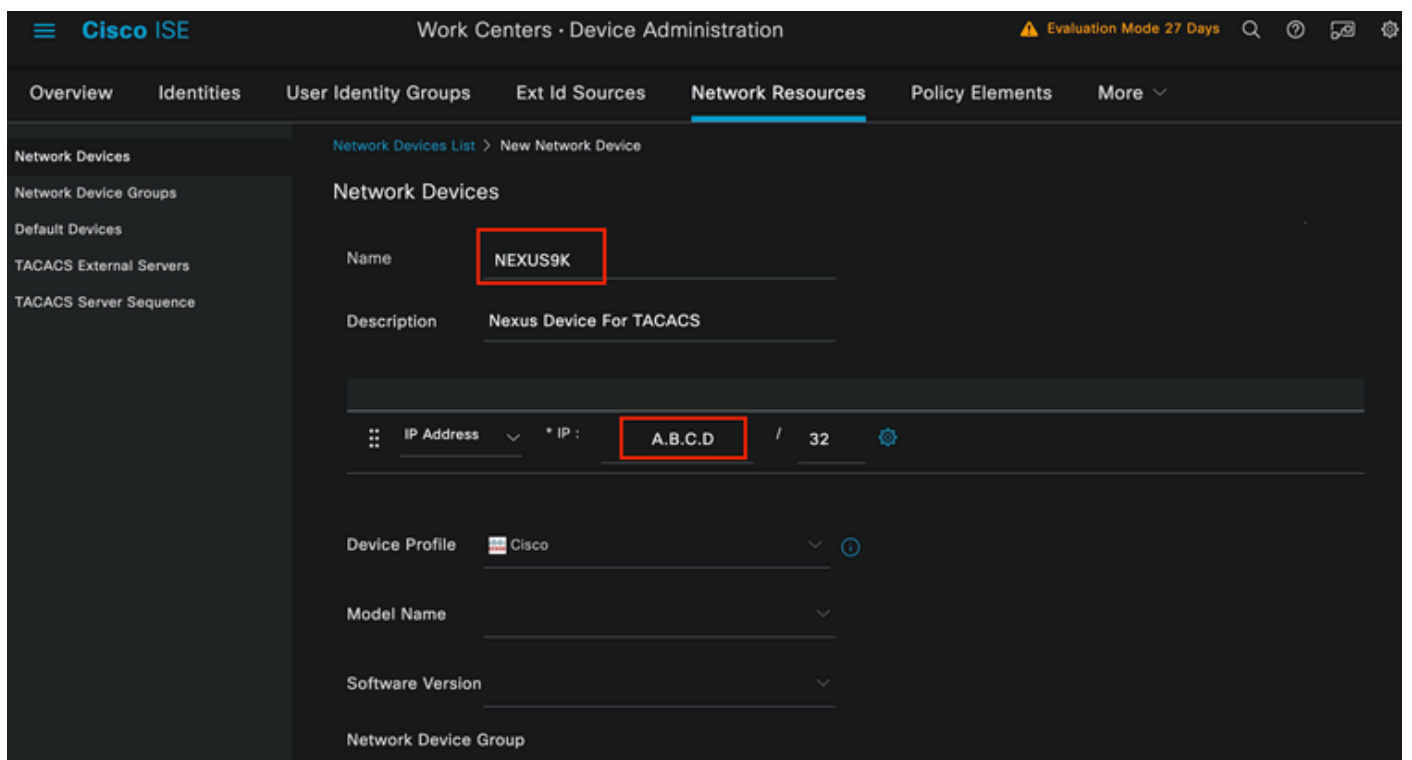 Cisco ISE
Work Centers · Device Administration
Evaluation Mode 27 Days
Overview
Identities
User Identity Groups
Ext Id Sources
Network Resources
Policy Elements
More
Network Devices
Network Device Groups
Default Devices
TACACS External Servers
TACACS Server Sequence
Network Devices List > New Network Device
Network Devices
Name NEXUS9K
Description Nexus Device For TACACS
IP Address * IP : A.B.C.D / 32
Device Profile Cisco
Model Name
Software Version
Network Device Group